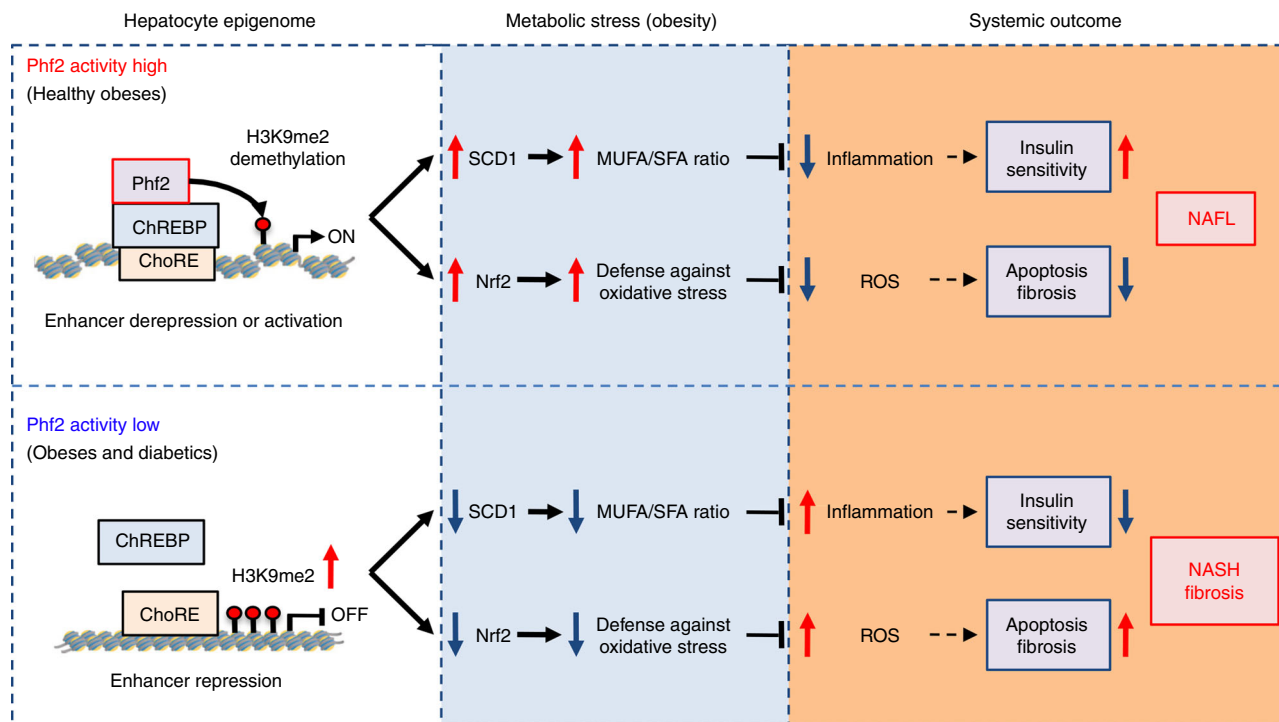 Hepatocyte epigenome
Metabolic stress (obesity)
Systemic outcome
Phf2 activity high
(Healthy obeses)
H3K9me2
demethylation
Phf2
ChREBP
ChoRE
ON
Enhancer derepression or activation
SCD1
MUFA/SFA ratio
Inflammation
Insulin
sensitivity
Nrf2
Defense against
oxidative stress
ROS
Apoptosis
fibrosis
NAFL
Phf2 activity low
(Obeses and diabetics)
ChREBP
H3K9me2
ChoRE
OFF
Enhancer repression
SCD1
MUFA/SFA ratio
Inflammation
Insulin
sensitivity
Nrf2
Defense against
oxidative stress
ROS
Apoptosis
fibrosis
NASH
fibrosis